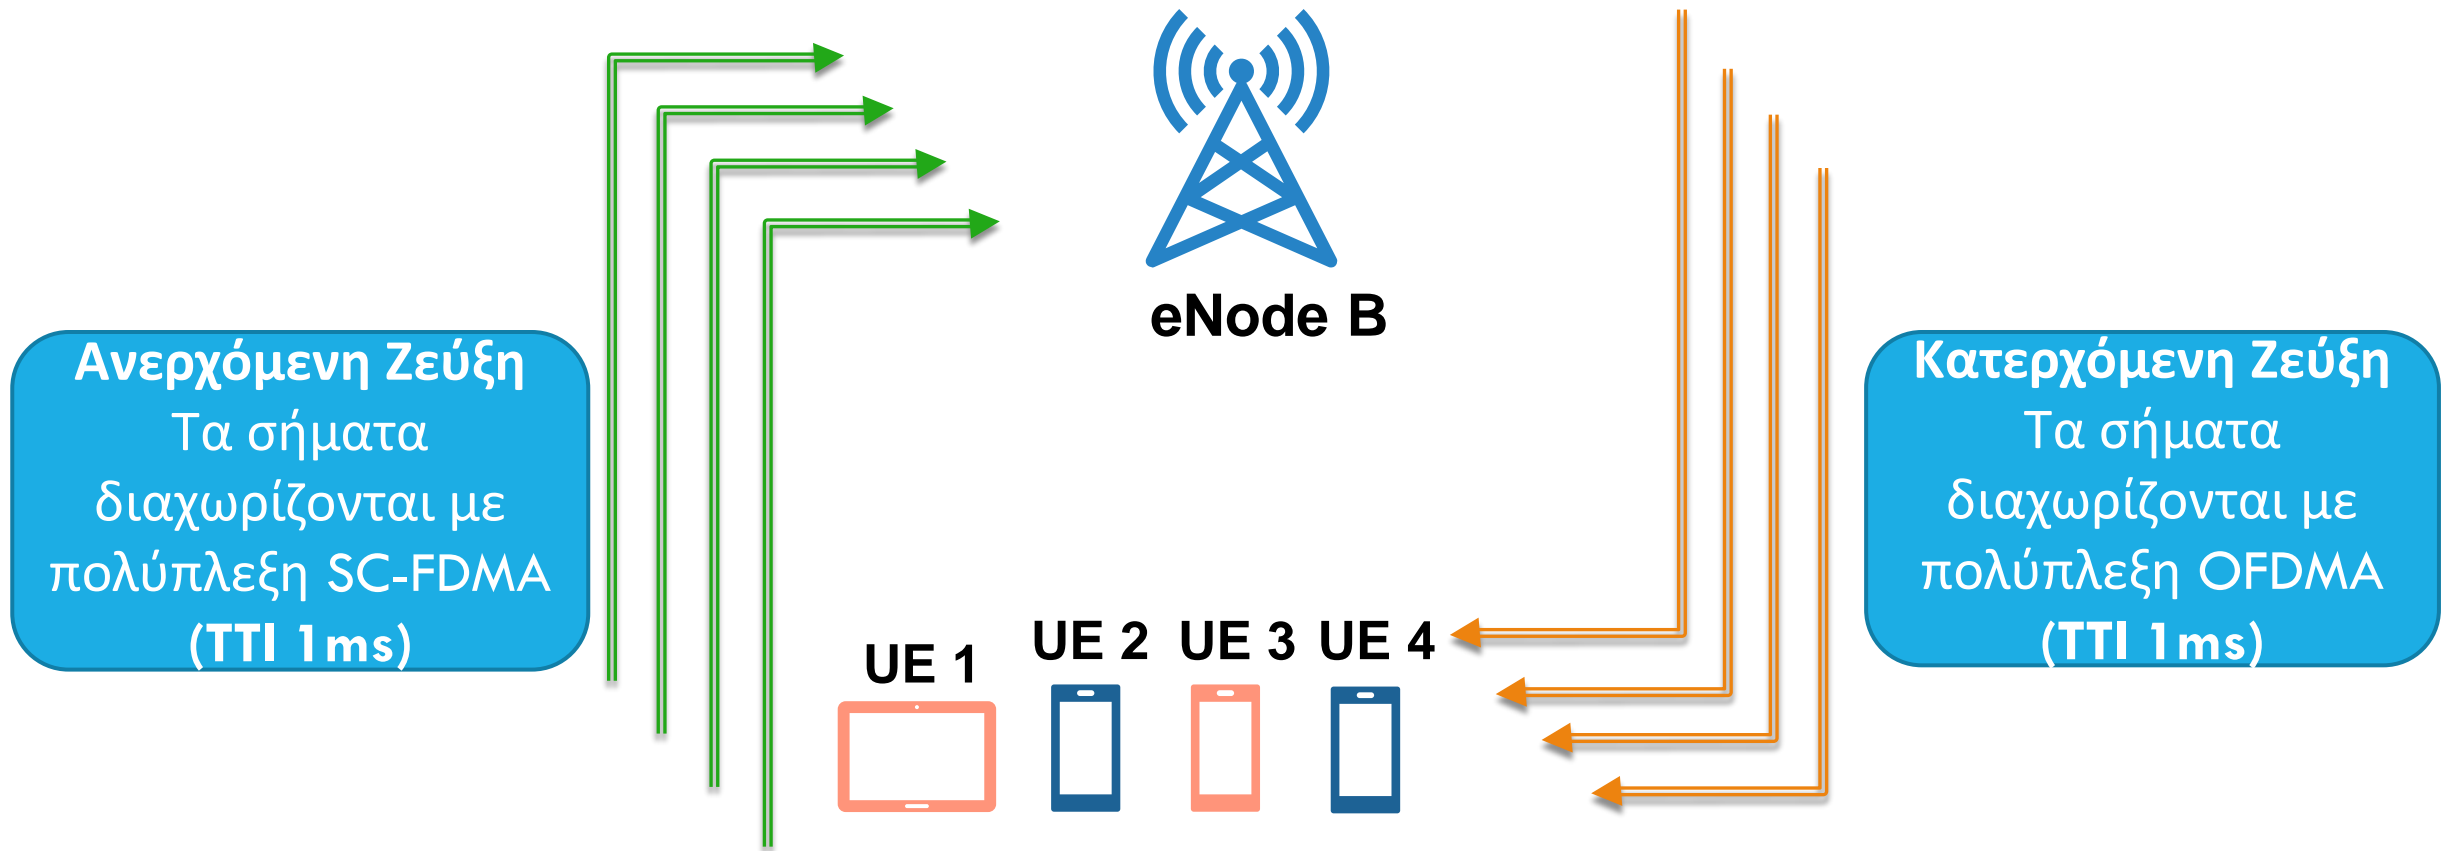 eNode B
Ανερχόμενη Ζεύξη
Τα σήματα
διαχωρίζονται με
πολύπλεξη SC-FDMA
(TTI 1ms)
Κατερχόμενη Ζεύξη
Τα σήματα
διαχωρίζονται με
πολύπλεξη OFDMA
(TTI 1ms)
UE 1
UE 2
UE 3
UE 4